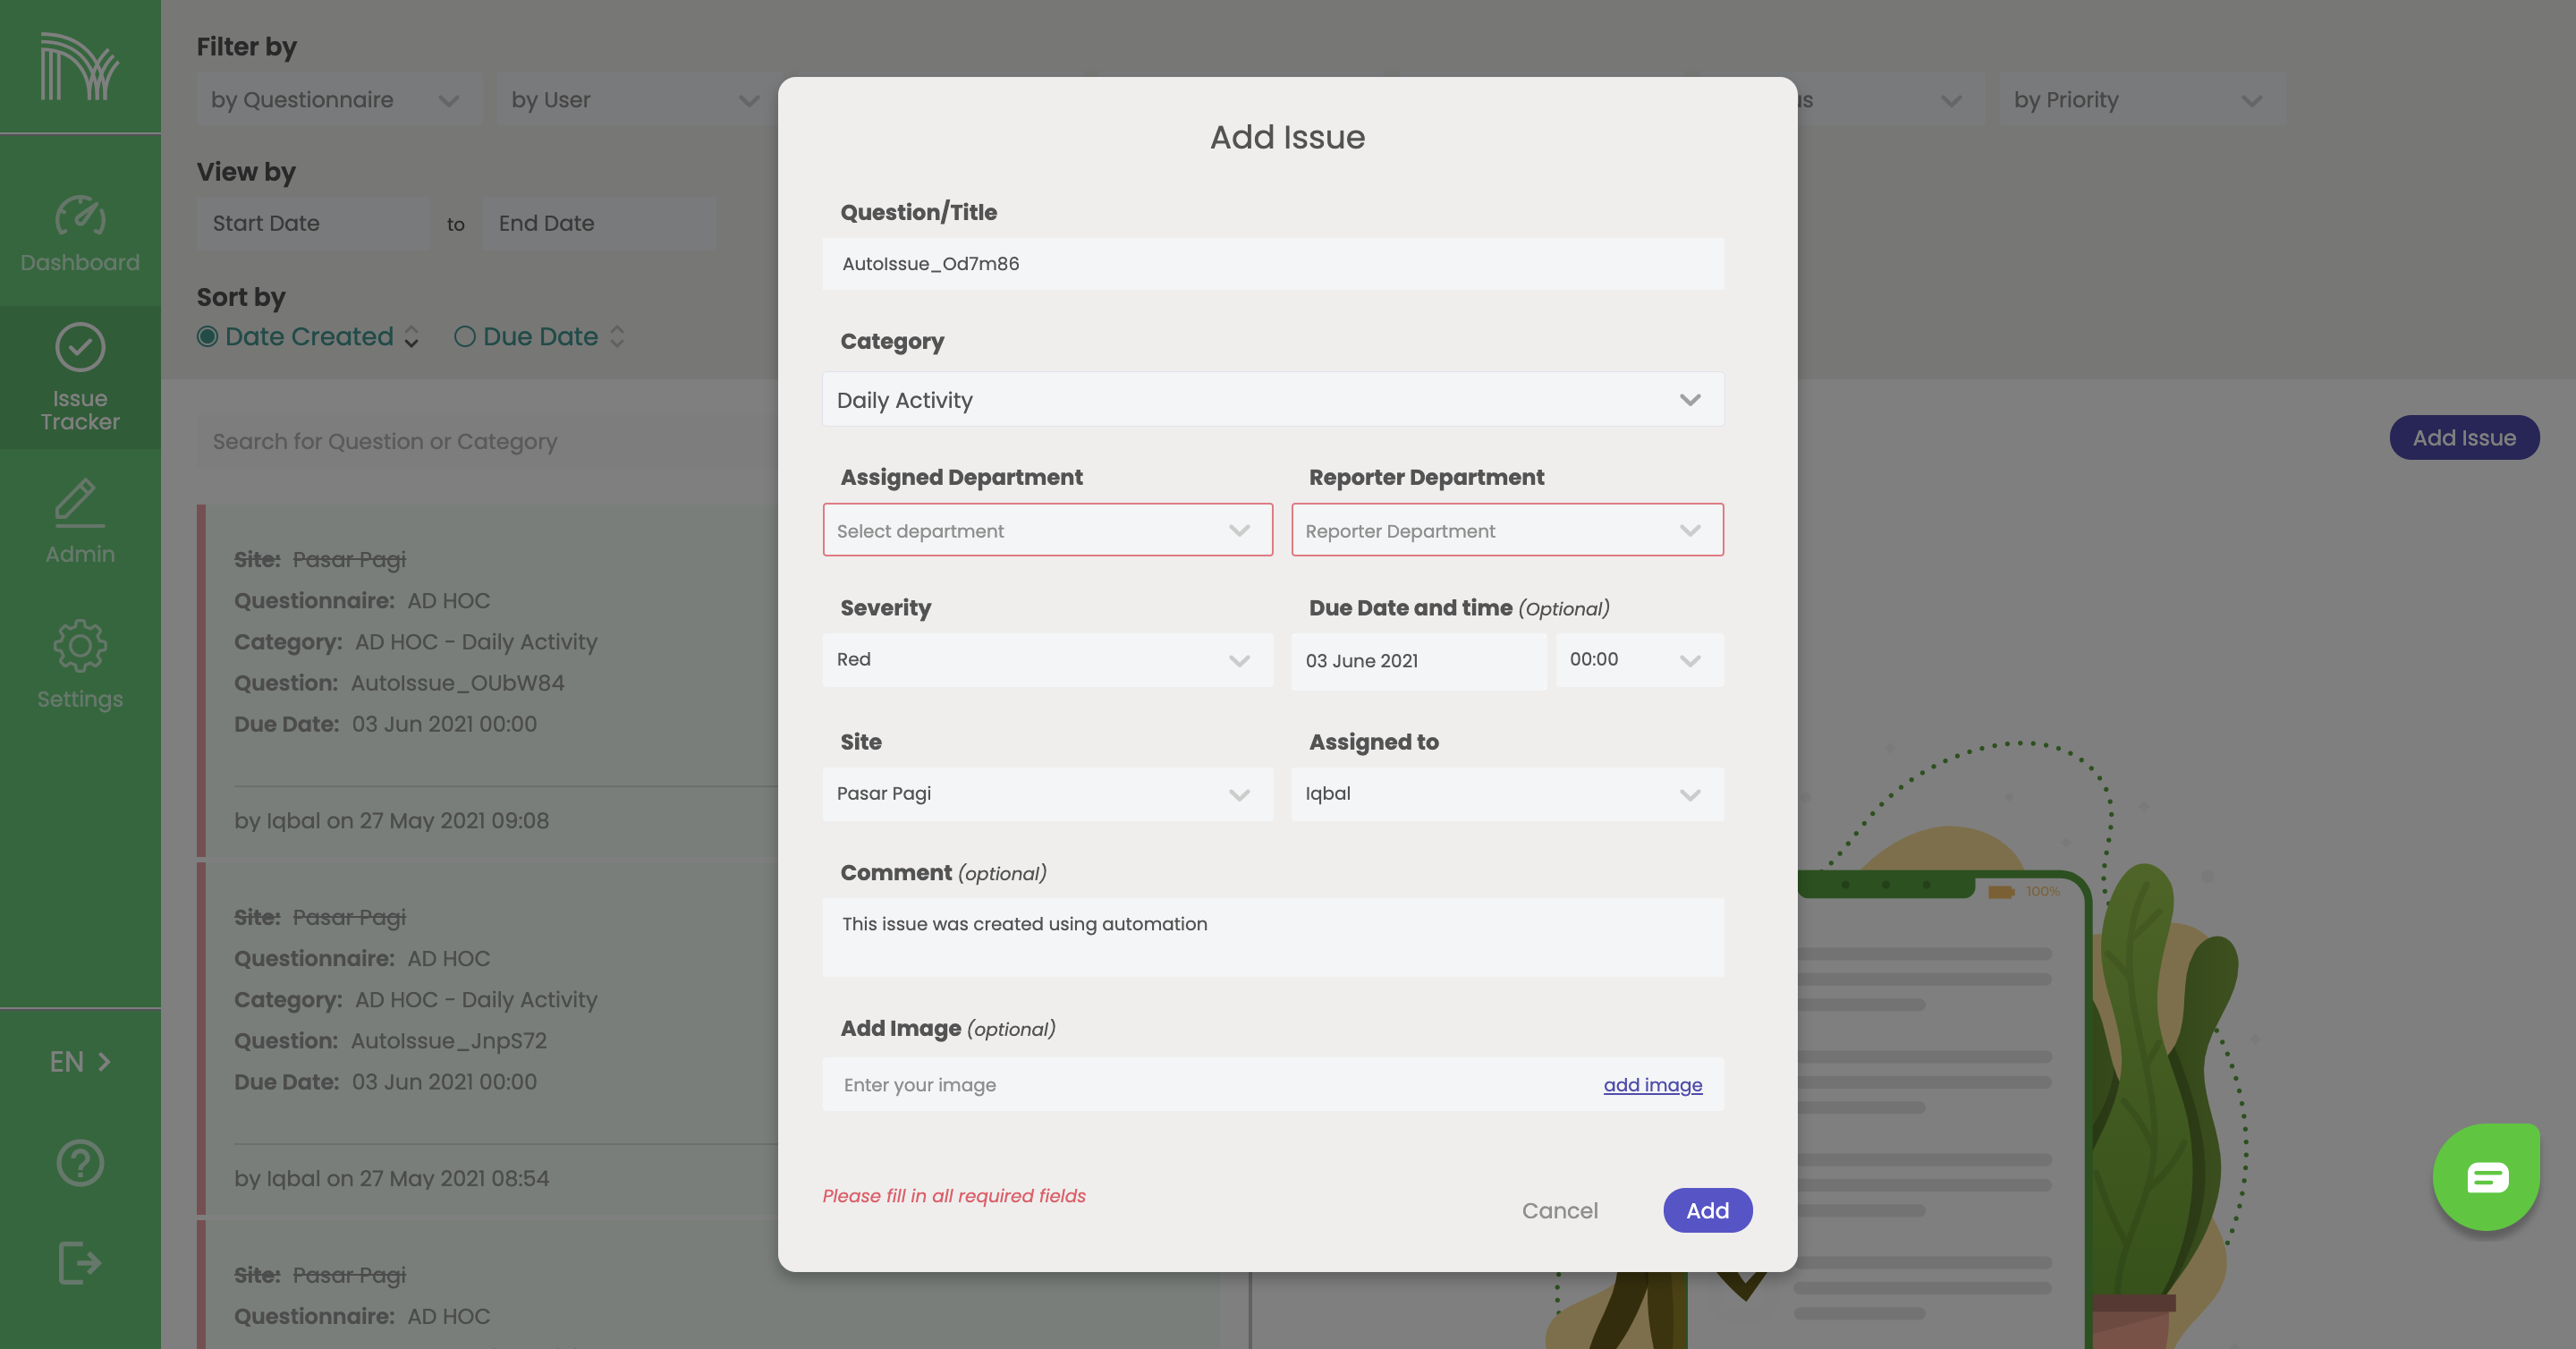 Filter by
by Questionnaire
by User
us
by Priority
View by
Start Date
to
End Date
Sort by
Date Created
Due Date
Dashboard
Issue
Tracker
Admin
Settings
EN
Search for Question or Category
Add Issue
Site: Pasar Pagi
Questionnaire: AD HOC
Category: AD HOC - Daily Activity
Question: AutoIssue_OUbW84
Due Date: 03 Jun 2021 00:00
by Iqbal on 27 May 2021 09:08
Site: Pasar Pagi
Questionnaire: AD HOC
Category: AD HOC - Daily Activity
Question: AutoIssue_JnpS72
Due Date: 03 Jun 2021 00:00
by Iqbal on 27 May 2021 08:54
Site: Pasar Pagi
Questionnaire: AD HOC
Add Issue
Question/Title
AutoIssue_Od7m86
Category
Daily Activity
Assigned Department
Reporter Department
Select department
Reporter Department
Severity
Due Date and time (Optional)
Red
03 June 2021
00:00
Site
Assigned to
Pasar Pagi
Iqbal
Comment (optional)
This issue was created using automation
Add Image (optional)
Enter your image
add image
Please fill in all required fields
Cancel
Add
100%